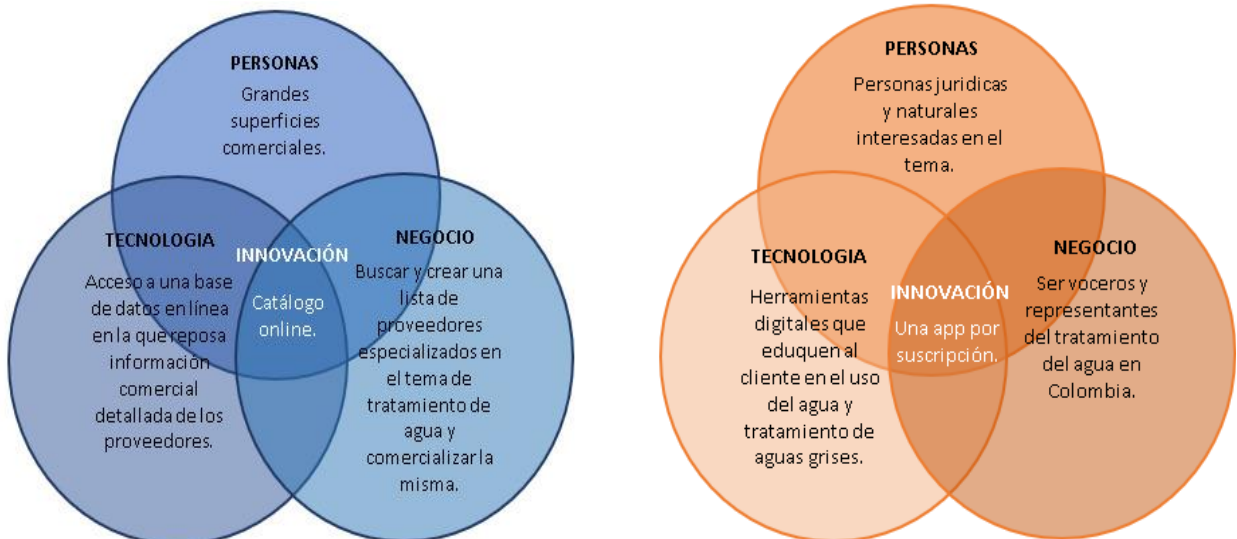 PERSONAS
Grandes
superficies
comerciales.
TECNOLOGIA
Acceso a una base
de datos en línea
en la que reposa
información
comercial
detallada de los
proveedores.
INNOVACIÓN
Catálogo
online.
NEGOCIO
Buscar y crear una
lista de
proveedores
especializados en
el tema de
tratamiento de
agua y
comercializar la
misma.
PERSONAS
Personas juridicas
y naturales
interesadas en el
tema.
TECNOLOGIA
Herramientas
digitales que
eduquen al
cliente en el uso
del agua y
tratamiento de
aguas grises.
INNOVACIÓN
Una app por
suscripción.
NEGOCIO
Ser voceros y
representantes
del tratamiento
del agua en
Colombia.